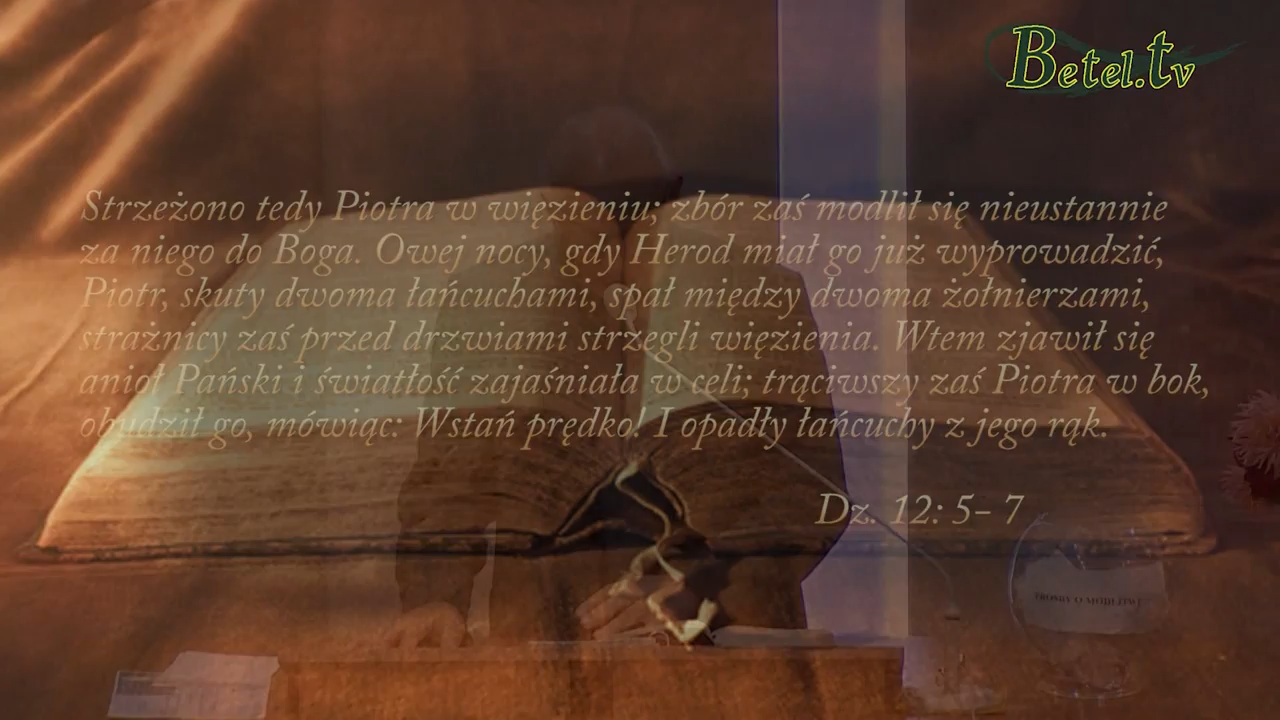 Betel.tv
Strzeżono tedy Piotra w więzieniu; zbór zaś modlił się nieustannie
za niego do Boga. Owej nocy, gdy Herod miał go już wyprowadzić,
Piotr, skuty dwoma łańcuchami, spał między dwoma żołnierzami,
strażnicy zaś przed drzwiami strzegli więzienia. Wtem zjawił się
anioł Pański i światłość zajaśniała w celi; trąciwszy zaś Piotra w bok,
obudził go, mówiąc: Wstań prędko! I opadły łańcuchy z jego rąk.
Dz. 12: 5- 7
PROŚBY O MODLITWĘ